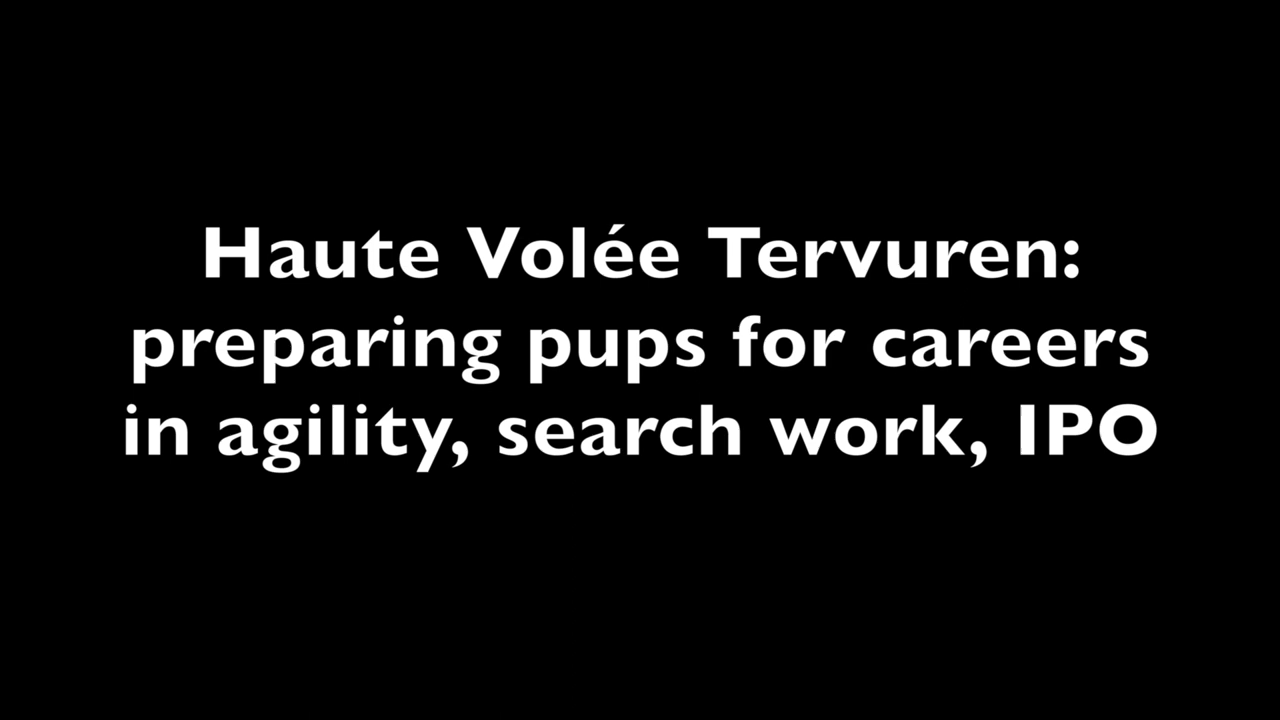 Haute Volée Tervuren:
preparing pups for careers
in agility, search work, IPO